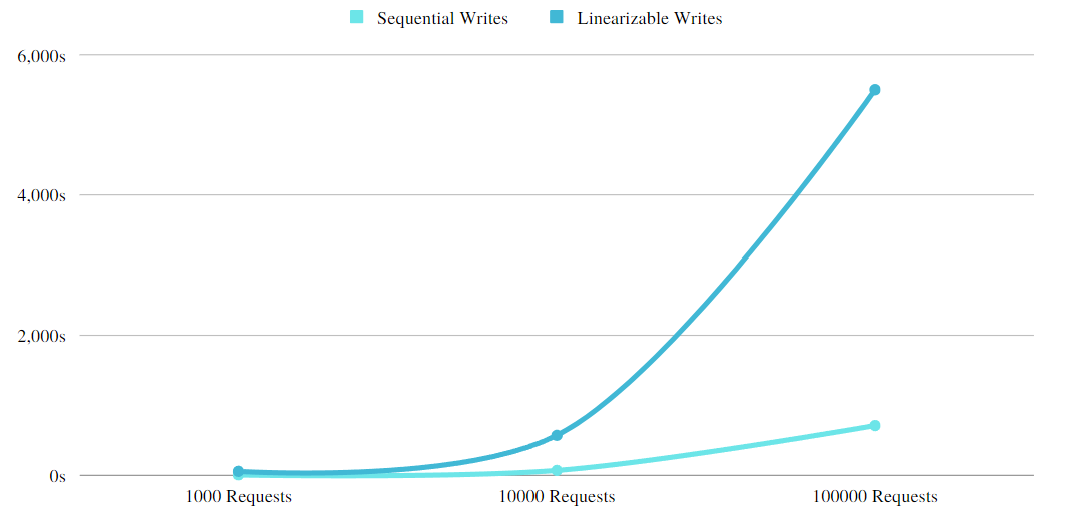 Sequential Writes Linearizable Writes
6,000s
4,000s
2,000s
0s
1000 Requests 10000 Requests 100000 Requests